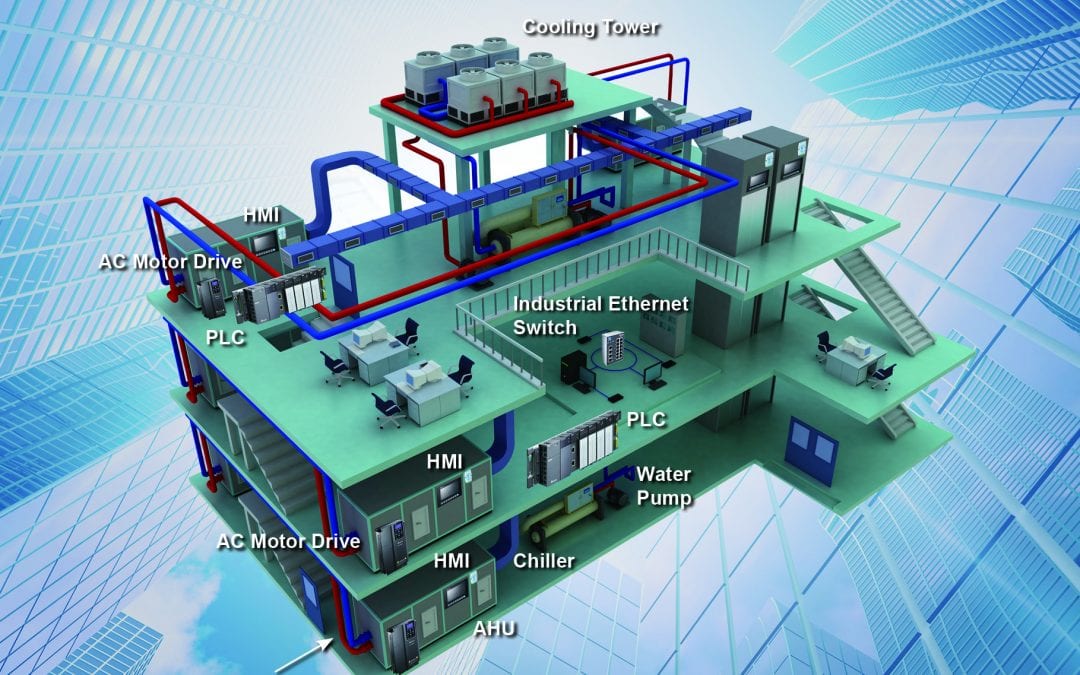 Cooling Tower
HMI
AC Motor Drive
PLC
Industrial Ethernet
Switch
PLC
HMI
Water
Pump
AC Motor Drive
HMI
Chiller
AHU